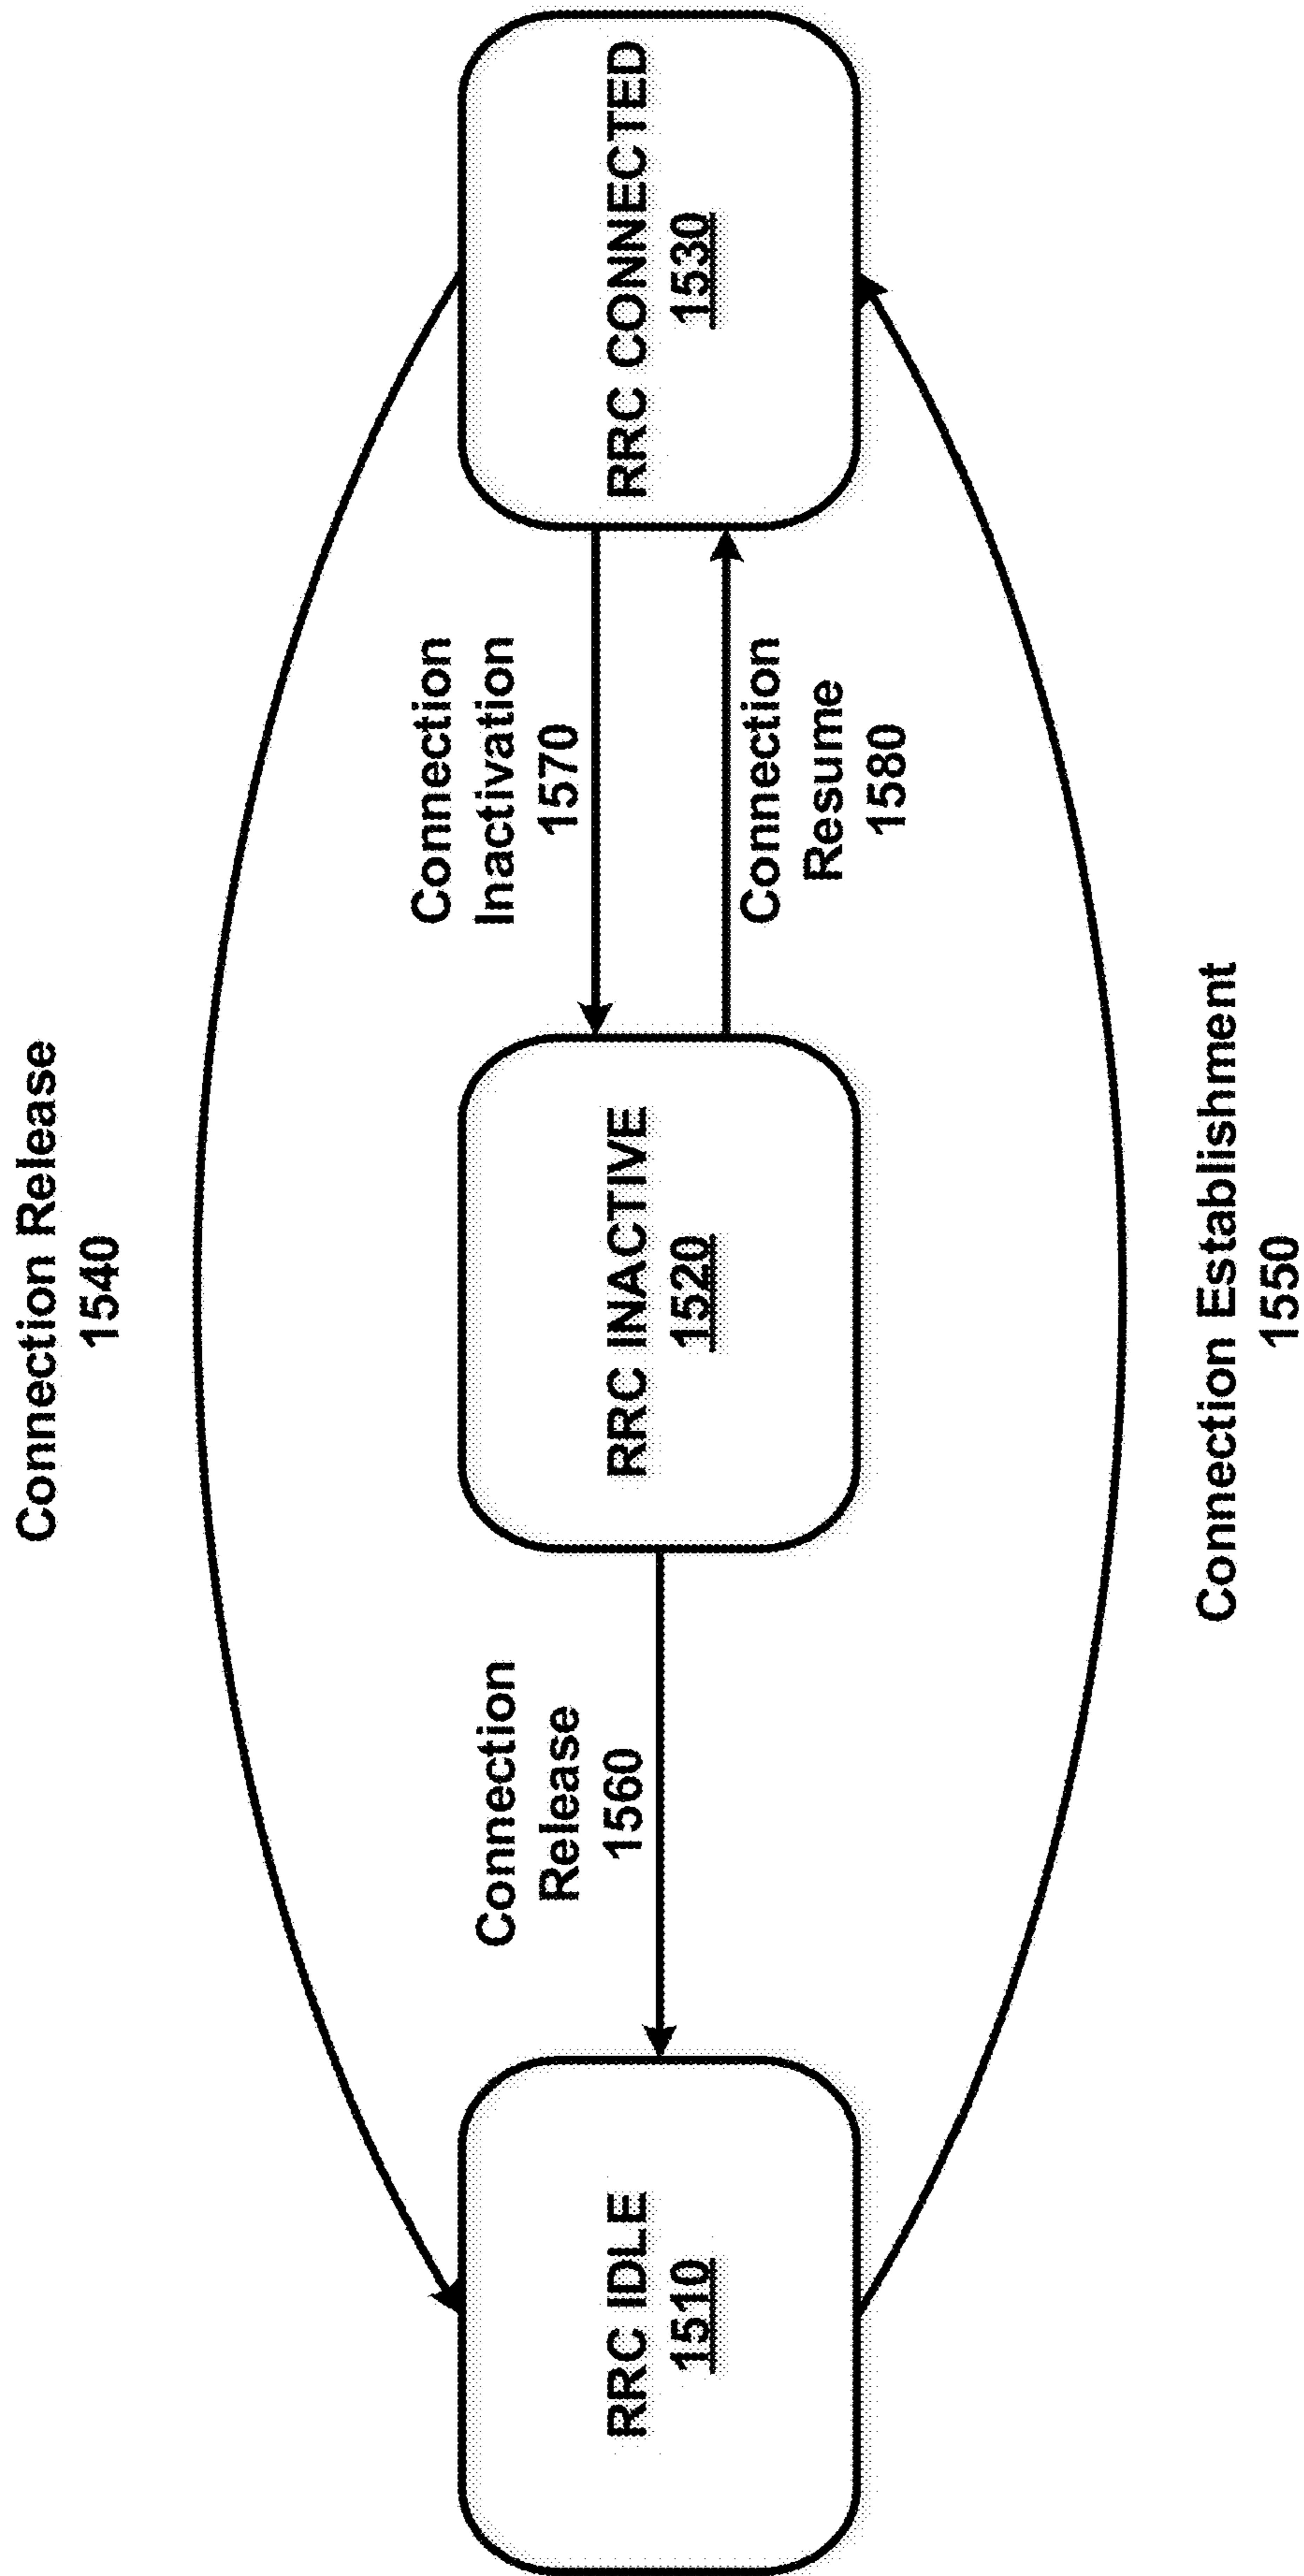 Connection Release
1540
RRC IDLE
1510
Connection
Release
1560
RRC INACTIVE
1520
Connection
Inactivation
1570
Connection
Resume
1580
RRC CONNECTED
1530
Connection Establishment
1550